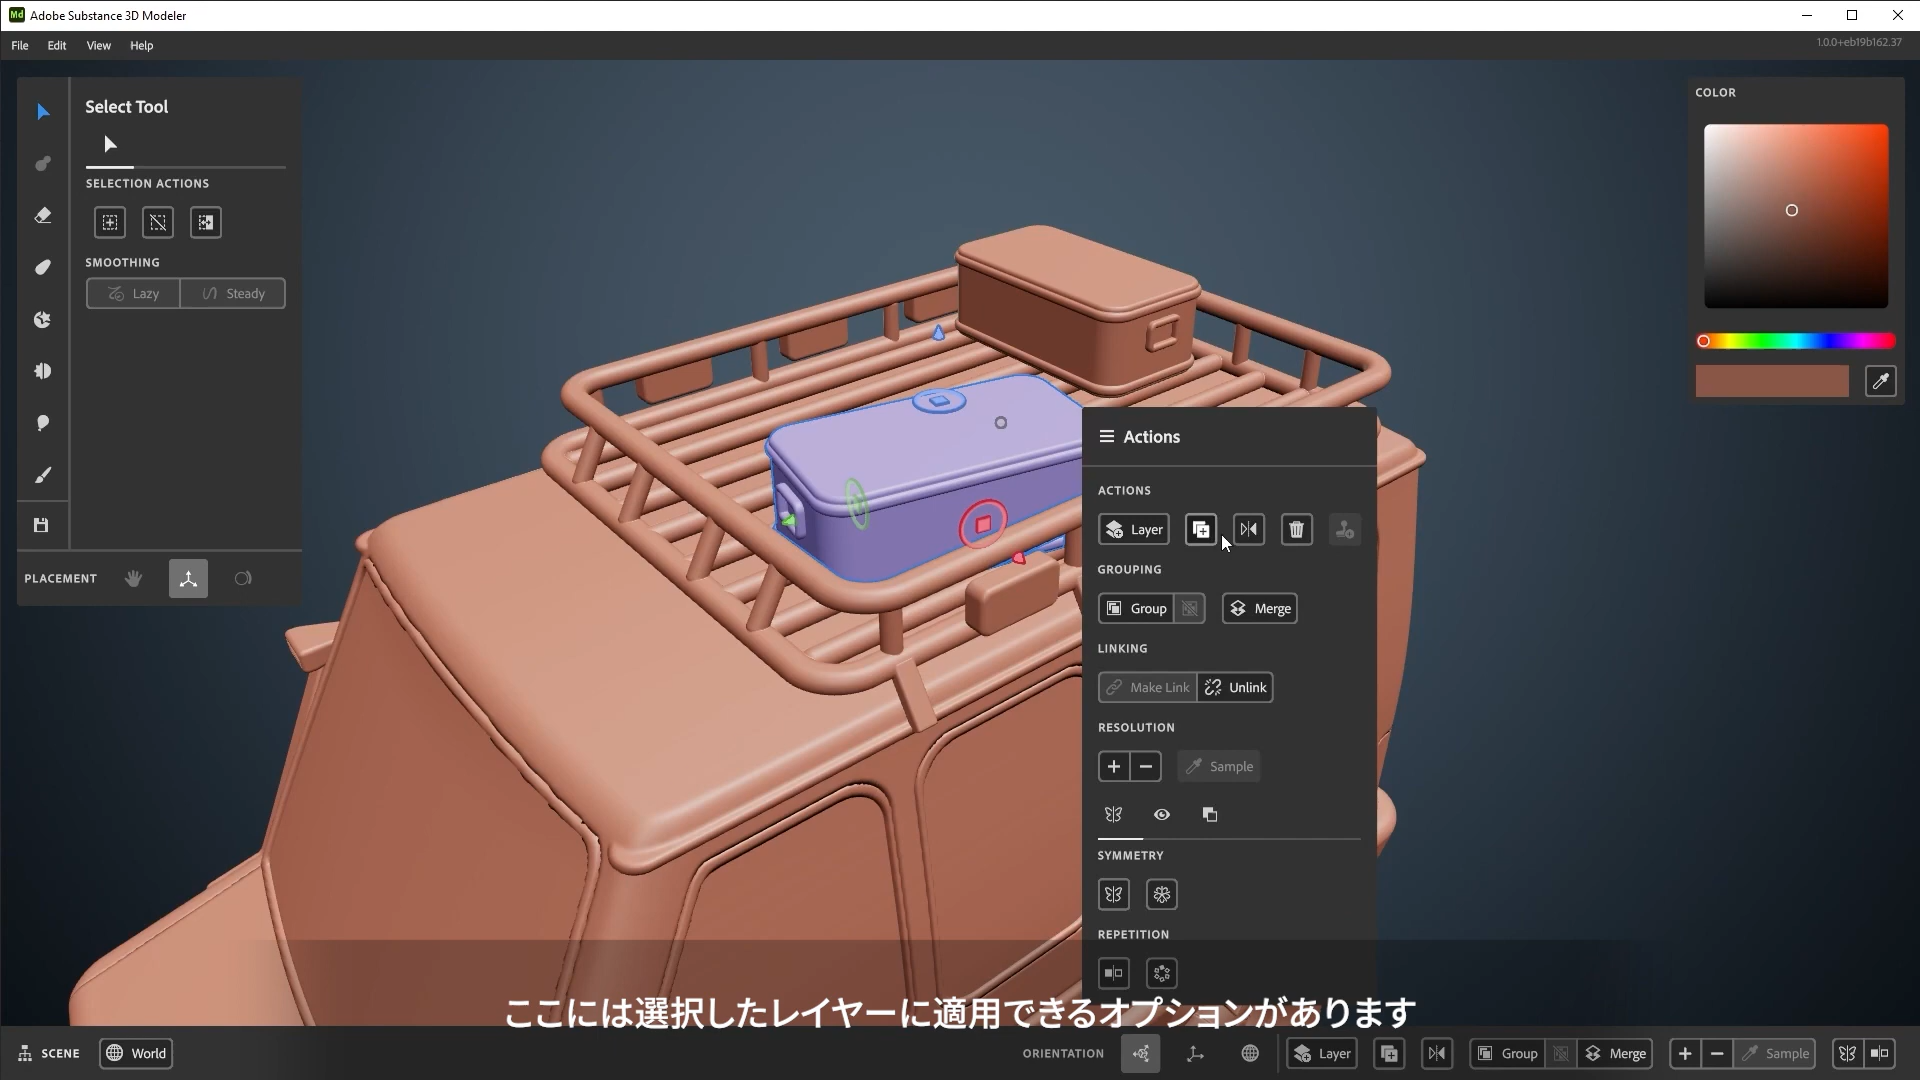 Adobe Substance 3D Modeler
File Edit View Help
1.0.0+eb19b162.37
Select Tool
SELECTION ACTIONS
SMOOTHING
Lazy Steady
PLACEMENT
COLOR
Actions
ACTIONS
Layer
GROUPING
Group Merge
LINKING
Make Link Unlink
RESOLUTION
+ − Sample
SYMMETRY
REPETITION
ここには選択したレイヤーに適用できるオプションがあります
SCENE World ORIENTATION Layer Group Merge + − Sample